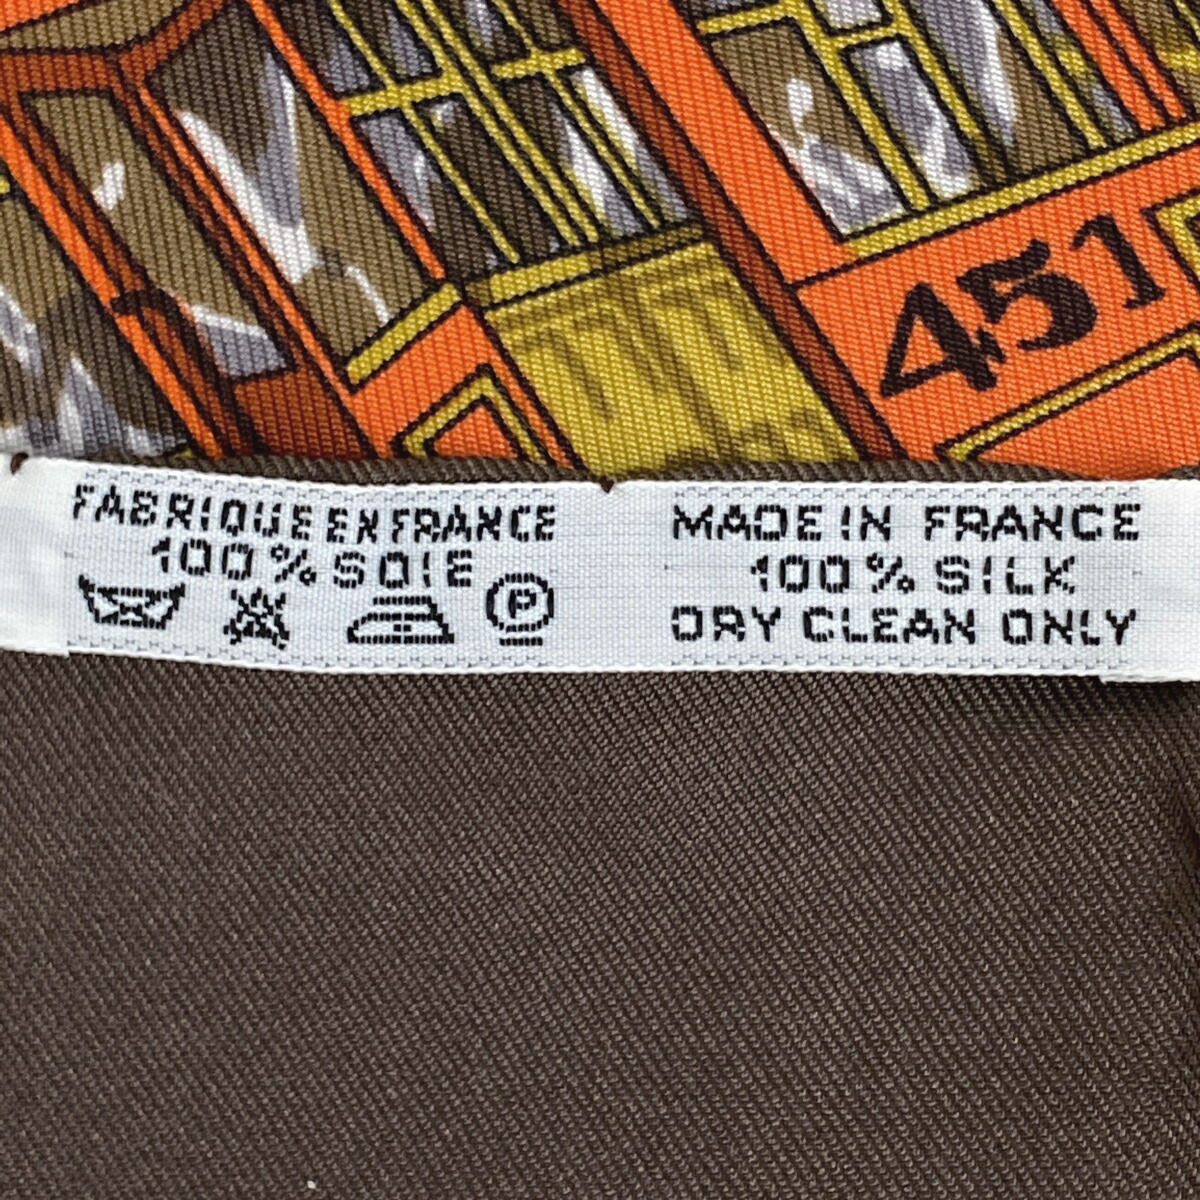 451
FABRIQUE EN FRANCE
100% SOIE
P
MADE IN FRANCE
100% SILK
DRY CLEAN ONLY